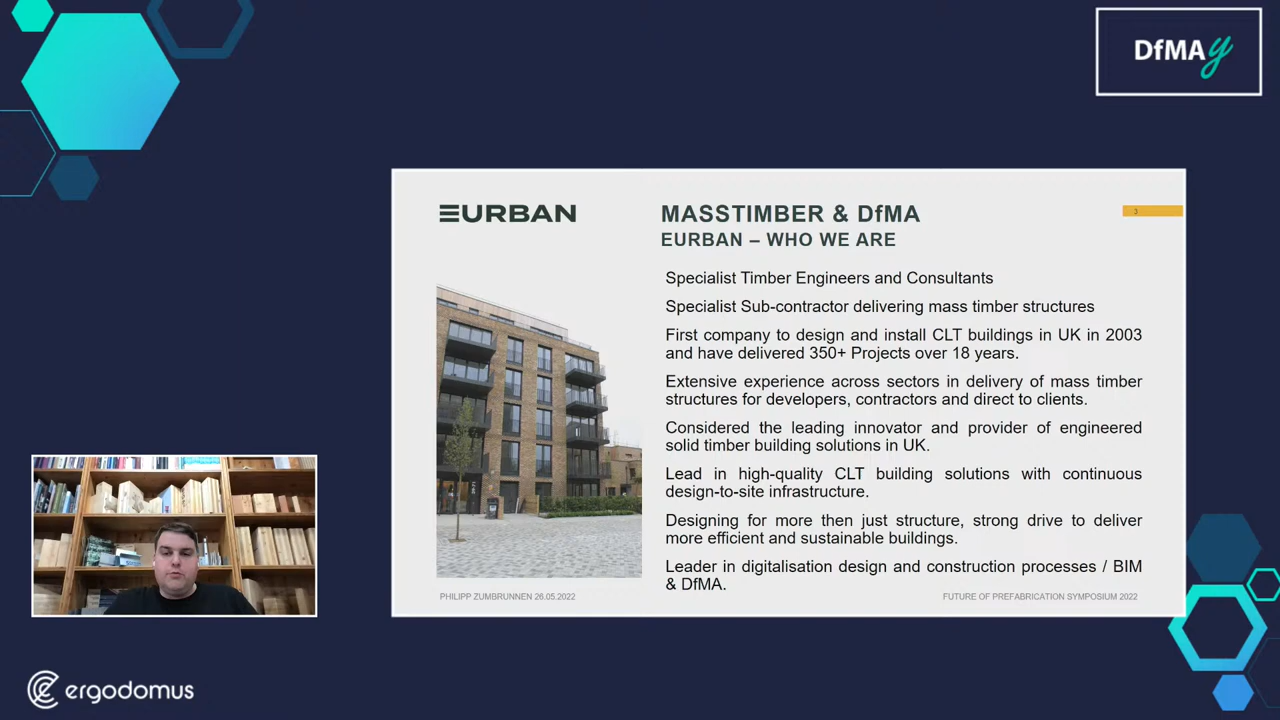 DfMAy
EURBAN
MASSTIMBER & DfMA
3
EURBAN – WHO WE ARE
Specialist Timber Engineers and Consultants
Specialist Sub-contractor delivering mass timber structures
First company to design and install CLT buildings in UK in 2003
and have delivered 350+ Projects over 18 years.
Extensive experience across sectors in delivery of mass timber
structures for developers, contractors and direct to clients.
Considered the leading innovator and provider of engineered
solid timber building solutions in UK.
Lead in high-quality CLT building solutions with continuous
design-to-site infrastructure.
Designing for more then just structure, strong drive to deliver
more efficient and sustainable buildings.
Leader in digitalisation design and construction processes / BIM
& DfMA.
PHILIPP ZUMBRUNNEN 26.05.2022
FUTURE OF PREFABRICATION SYMPOSIUM 2022
ergodomus